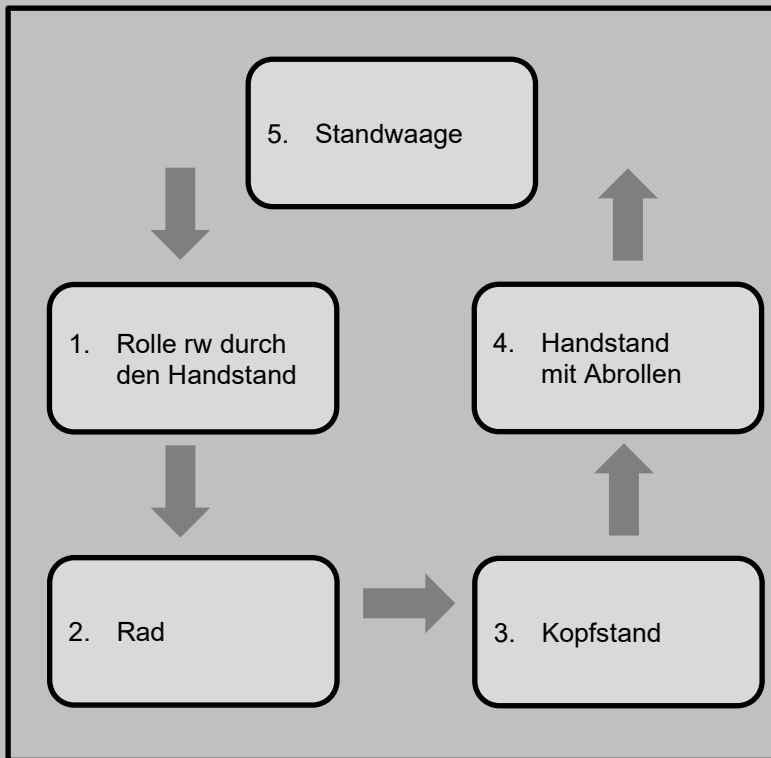 5. Standwaage
1. Rolle rw durch
den Handstand
4. Handstand
mit Abrollen
2. Rad
3. Kopfstand